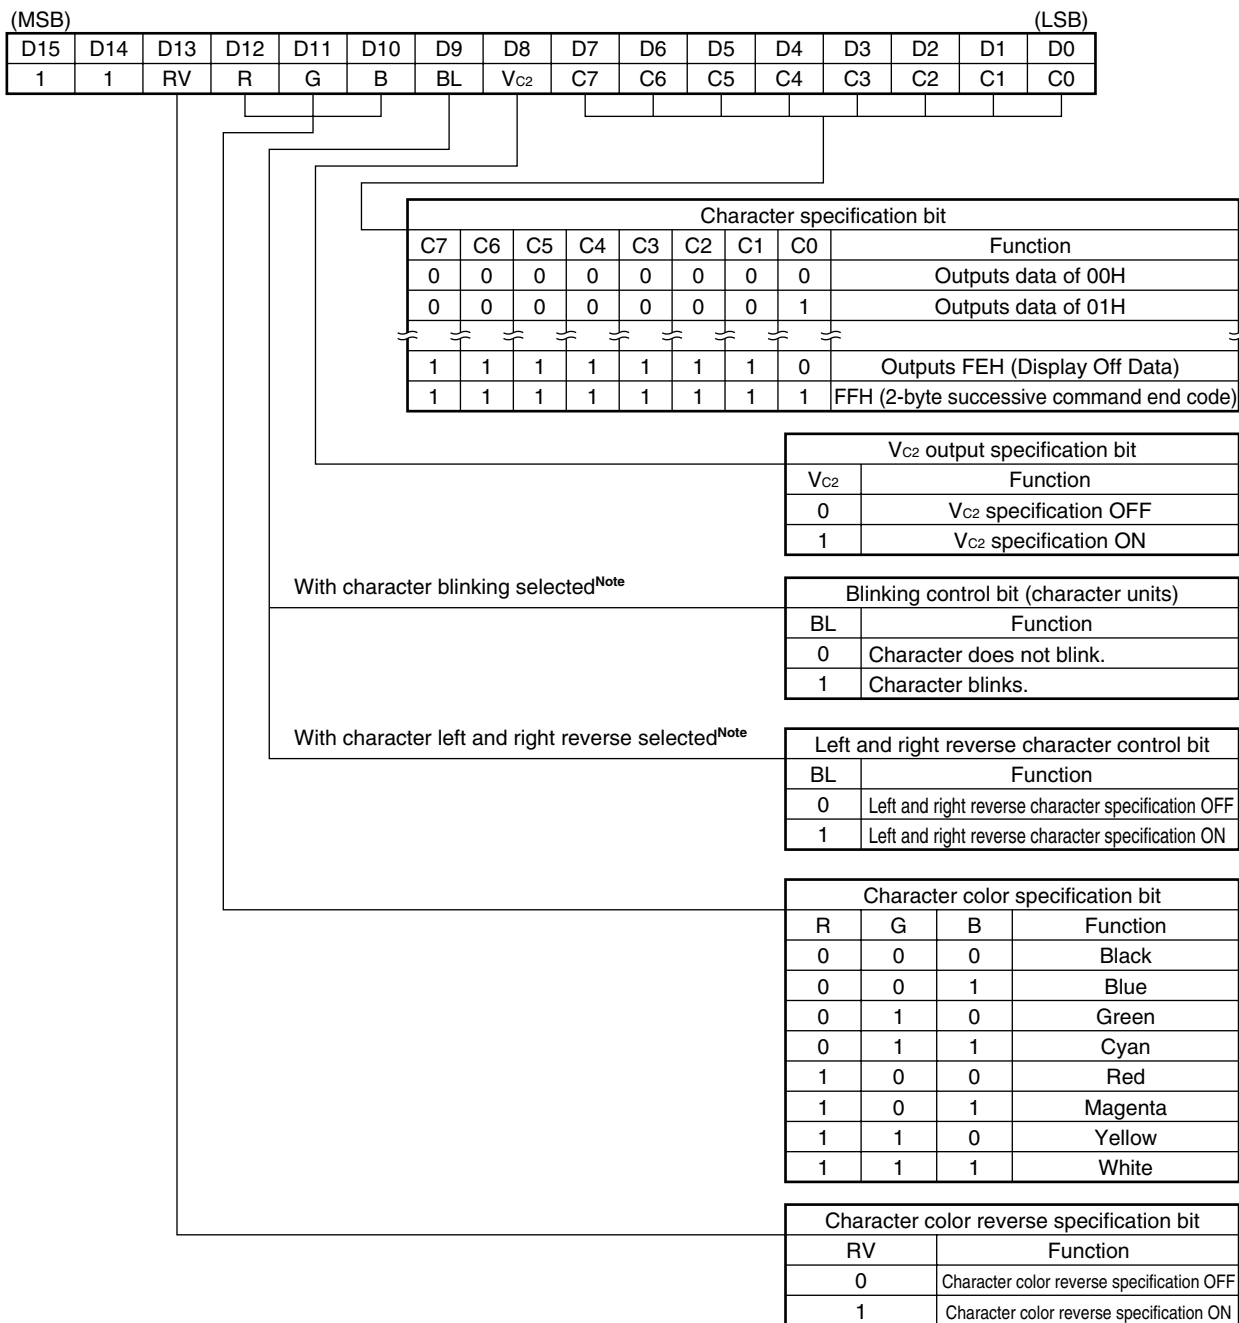 (MSB) (LSB)
D15 D14 D13 D12 D11 D10 D9 D8 D7 D6 D5 D4 D3 D2 D1 D0
1 1 RV R G B BL VC2 C7 C6 C5 C4 C3 C2 C1 C0
Character specification bit
C7 C6 C5 C4 C3 C2 C1 C0 Function
0 0 0 0 0 0 0 0 Outputs data of 00H
0 0 0 0 0 0 0 1 Outputs data of 01H
1 1 1 1 1 1 1 0 Outputs FEH (Display Off Data)
1 1 1 1 1 1 1 1 FFH (2-byte successive command end code)
VC2 output specification bit
VC2 Function
0 VC2 specification OFF
1 VC2 specification ON
With character blinking selectedNote
Blinking control bit (character units)
BL Function
0 Character does not blink.
1 Character blinks.
With character left and right reverse selectedNote
Left and right reverse character control bit
BL Function
0 Left and right reverse character specification OFF
1 Left and right reverse character specification ON
Character color specification bit
R G B Function
0 0 0 Black
0 0 1 Blue
0 1 0 Green
0 1 1 Cyan
1 0 0 Red
1 0 1 Magenta
1 1 0 Yellow
1 1 1 White
Character color reverse specification bit
RV Function
0 Character color reverse specification OFF
1 Character color reverse specification ON